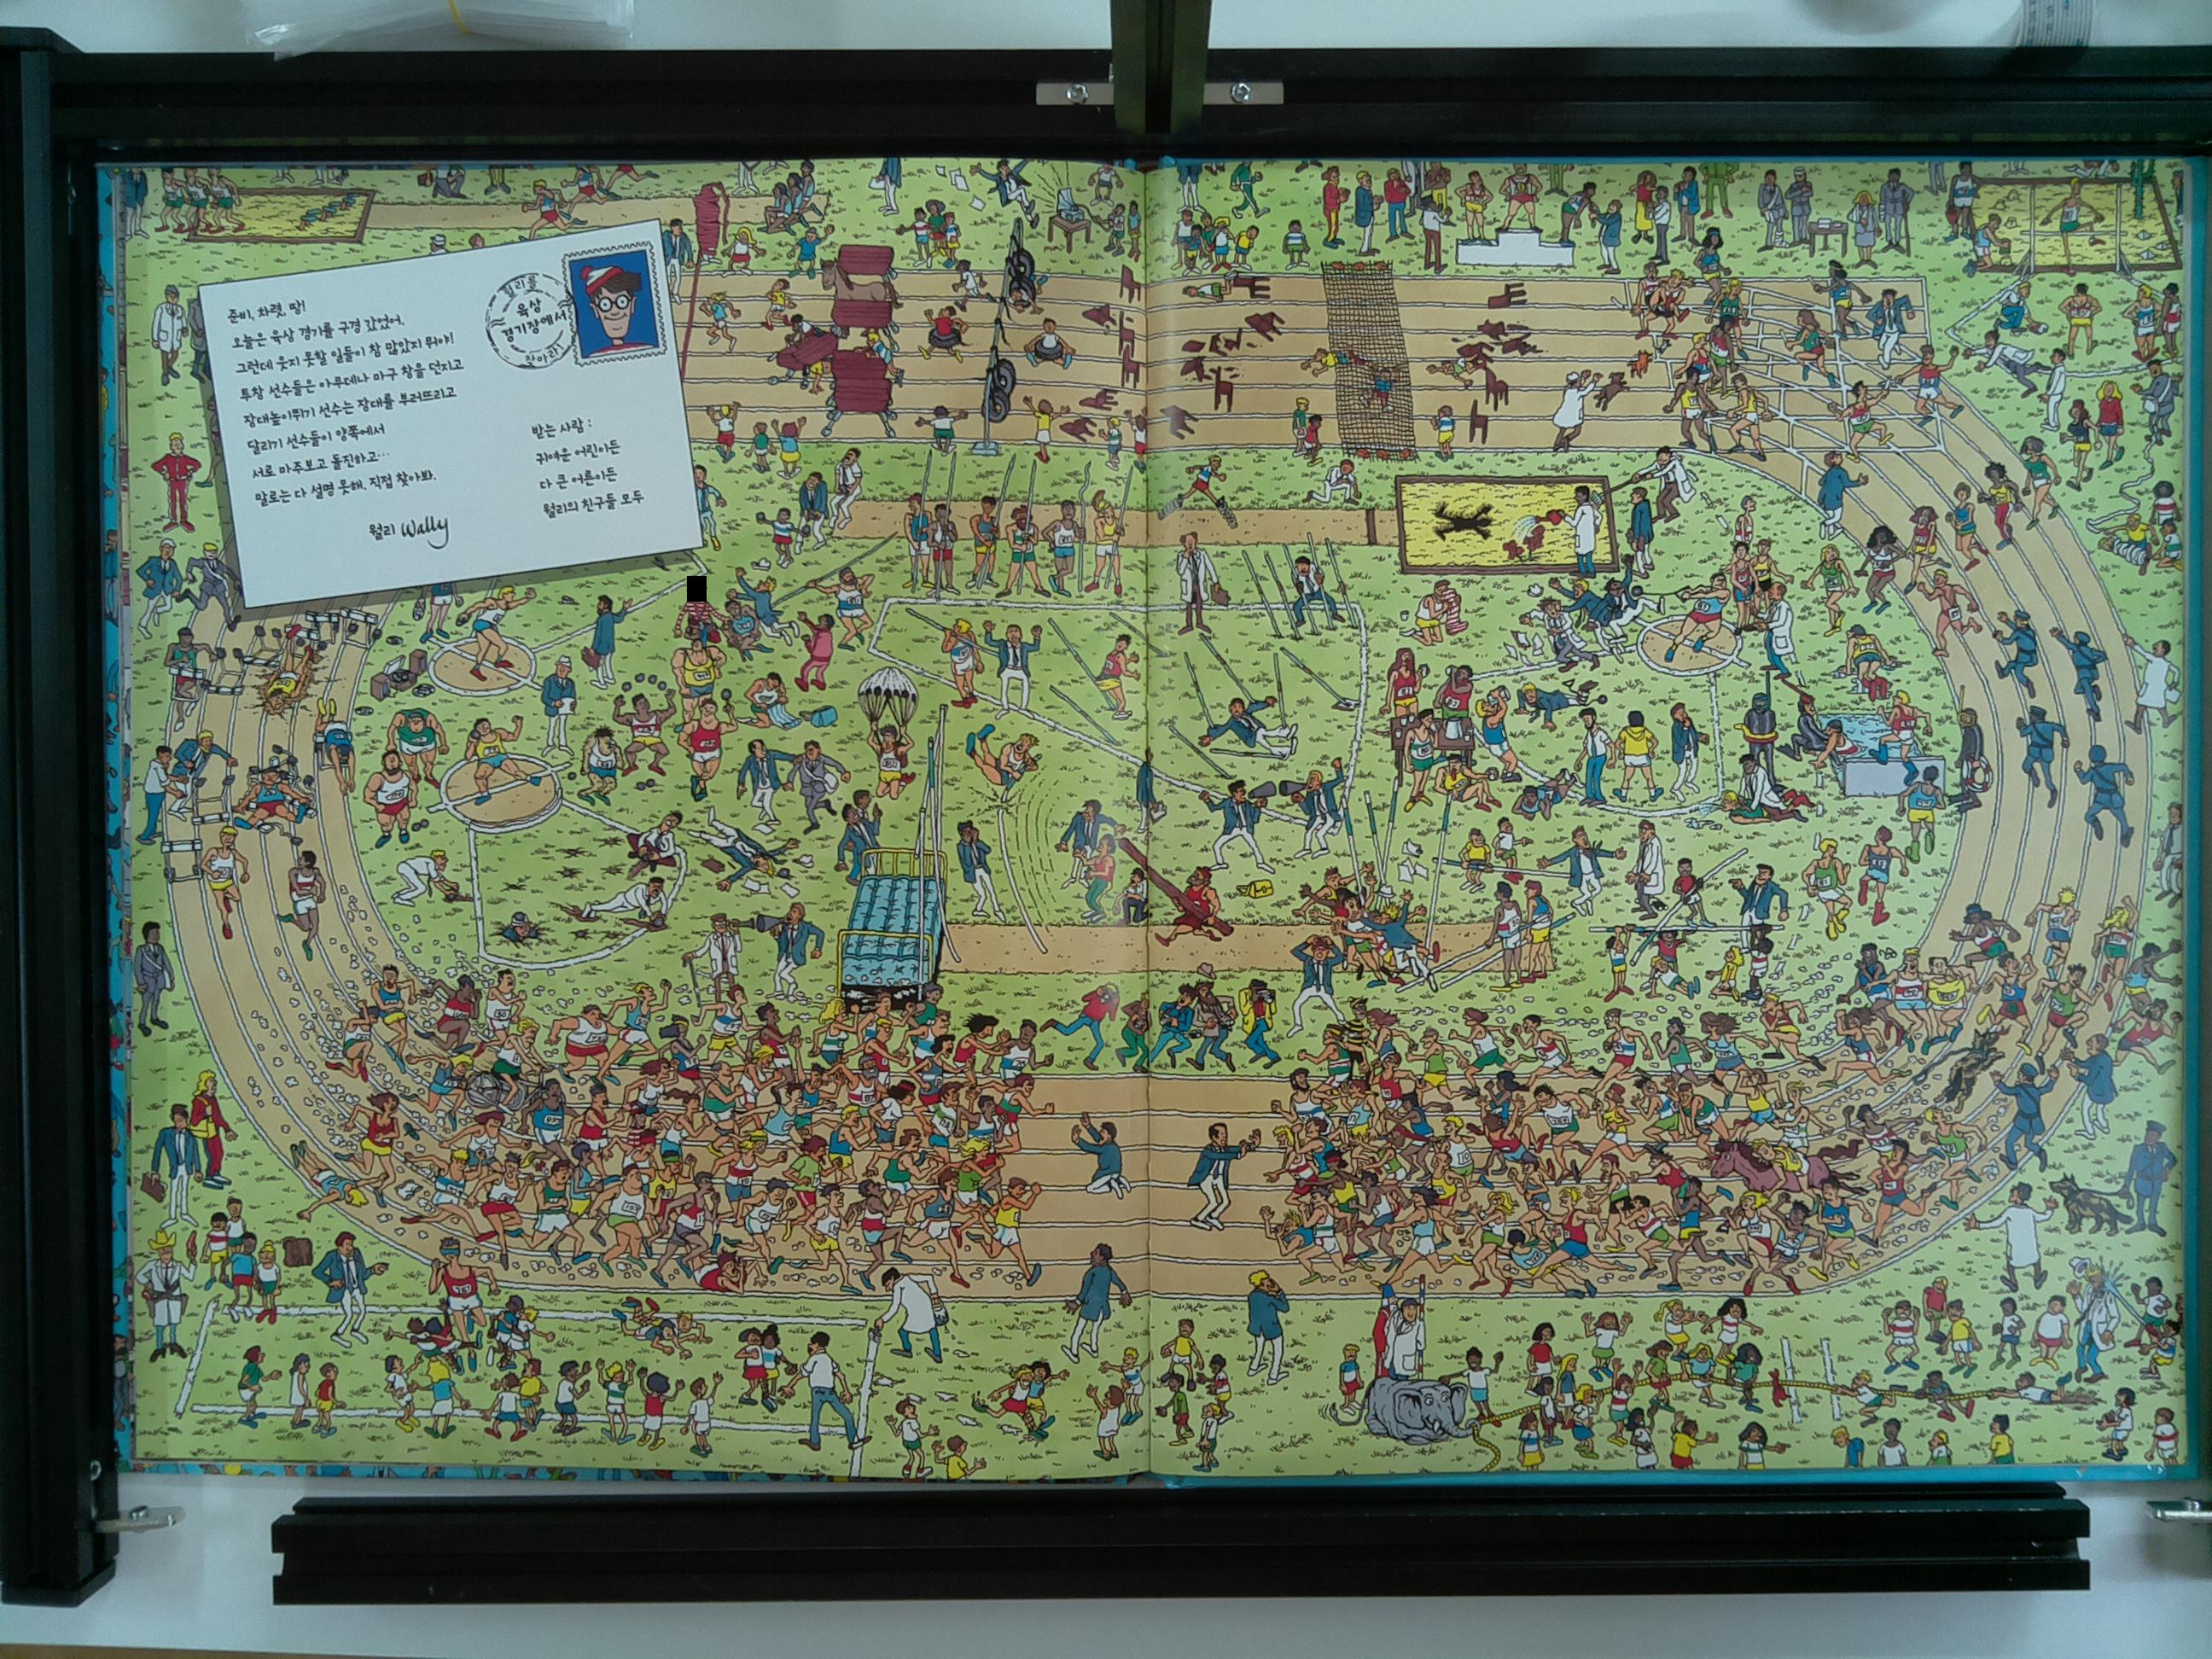 준비, 차렷, 땅!
오늘은 육상 경기를 구경 갔었어.
그런데 웃지 못할 일들이 참 많았지 뭐야!
투창 선수들은 아무데나 마구 창을 던지고
장대높이뛰기 선수는 장대를 부러뜨리고
달리기 선수들이 양쪽에서
서로 마주보고 돌진하고…
말로는 다 설명 못해. 직접 찾아봐.
월리 Wally
월리를
육상
경기장에서
찾아라!
받는 사람 :
귀여운 어린이든
다 큰 어른이든
월리의 친구들 모두